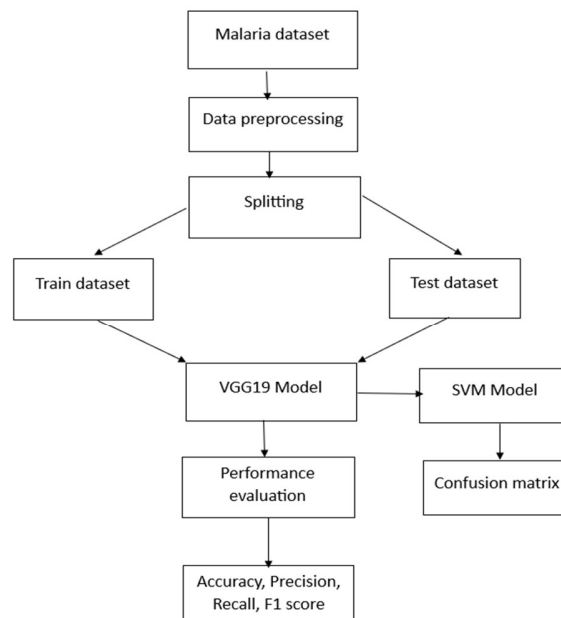 Malaria dataset
Data preprocessing
Splitting
Train dataset
Test dataset
VGG19 Model
SVM Model
Performance
evaluation
Confusion matrix
Accuracy, Precision,
Recall, F1 score